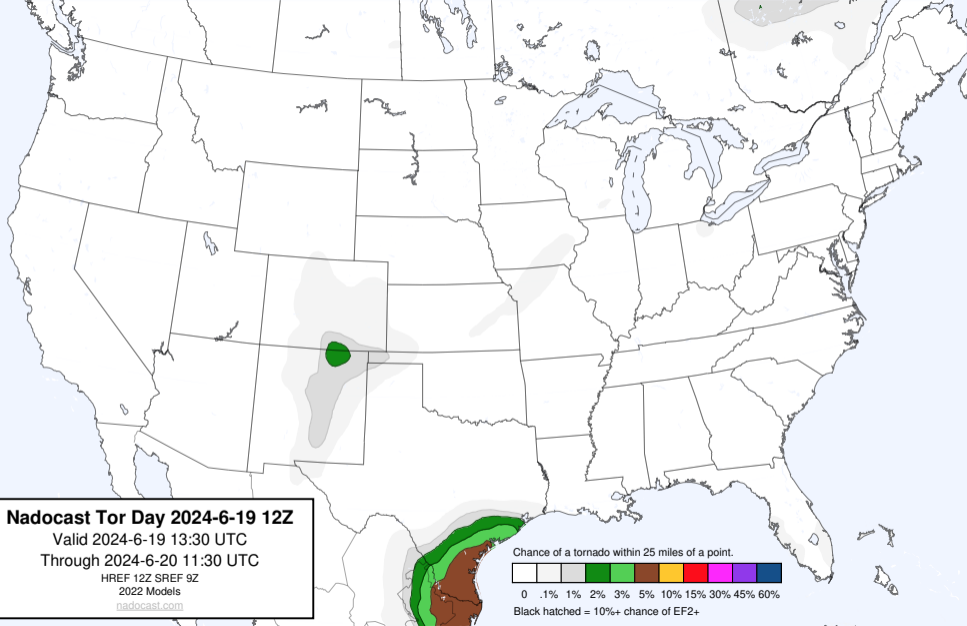 Nadocast Tor Day 2024-6-19 12Z
Valid 2024-6-19 13:30 UTC
Through 2024-6-20 11:30 UTC
HREF 12Z SREF 9Z
2022 Models
nadocast.com
Chance of a tornado within 25 miles of a point.
0 .1% 2% 3% 5% 10% 15% 30% 45% 60%
Black hatched = 10%+ chance of EF2+